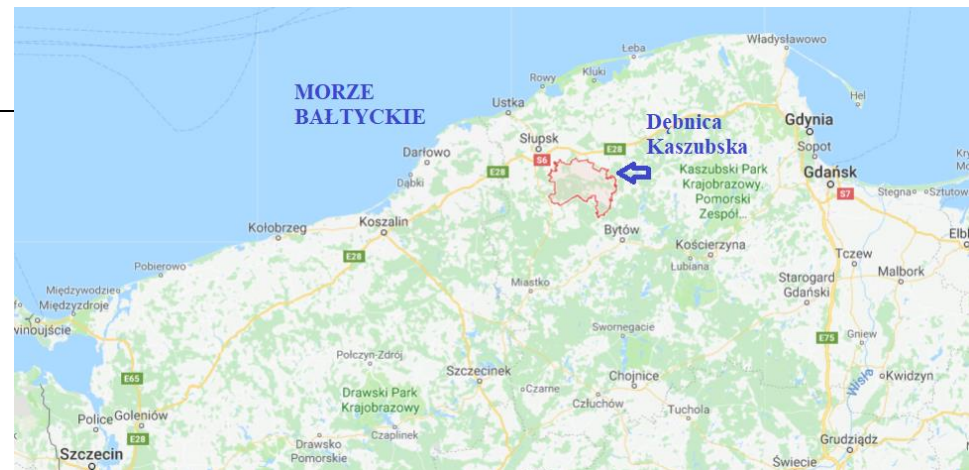 Władysławowo
Łeba
MORZE
BAŁTYCKIE
Rowy
Kluki
Hel
Ustka
Gdynia
Dębnica
Kaszubska
Słupsk
E28
Sopot
Darłowo
S6
Kaszubski Park
Krajobrazowy.
Pomorski
Zespół...
Gdańsk
E28
Dąbki
S7
Stegna
Sztutow
Kołobrzeg
Koszalin
Bytów
Kościerzyna
E28
Tczew
Lubiana
Pobierowo
Miastko
Malbork
Starogard
Gdański
Międzywodzie
Międzyzdroje
winoujście
Swornegacie
E75
Gniew
Połczyn-Zdrój
Szczecinek
Chojnice
Wisła
Kwidzyn
E65
Drawski Park
Krajobrazowy
Czarne
Człuchów
Tuchola
Police
Goleniów
Czaplinek
E28
Drawsko
Pomorskie
Grudziądz
Szczecin
Świecie